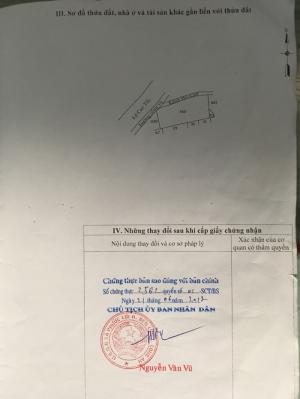 III. Sơ đồ thửa đất, nhà ở và tài sản khác gắn liền với thửa đất
IV. Những thay đổi sau khi cấp giấy chứng nhận
Nội dung thay đổi và cơ sở pháp lý
Xác nhận của cơ quan có thẩm quyền
Chứng thực bản sao đúng với bản chính
Số chứng thực quyển số 01 -SCT/BS
Ngày tháng năm
CHỦ TỊCH ỦY BAN NHÂN DÂN
Nguyễn Văn Vũ